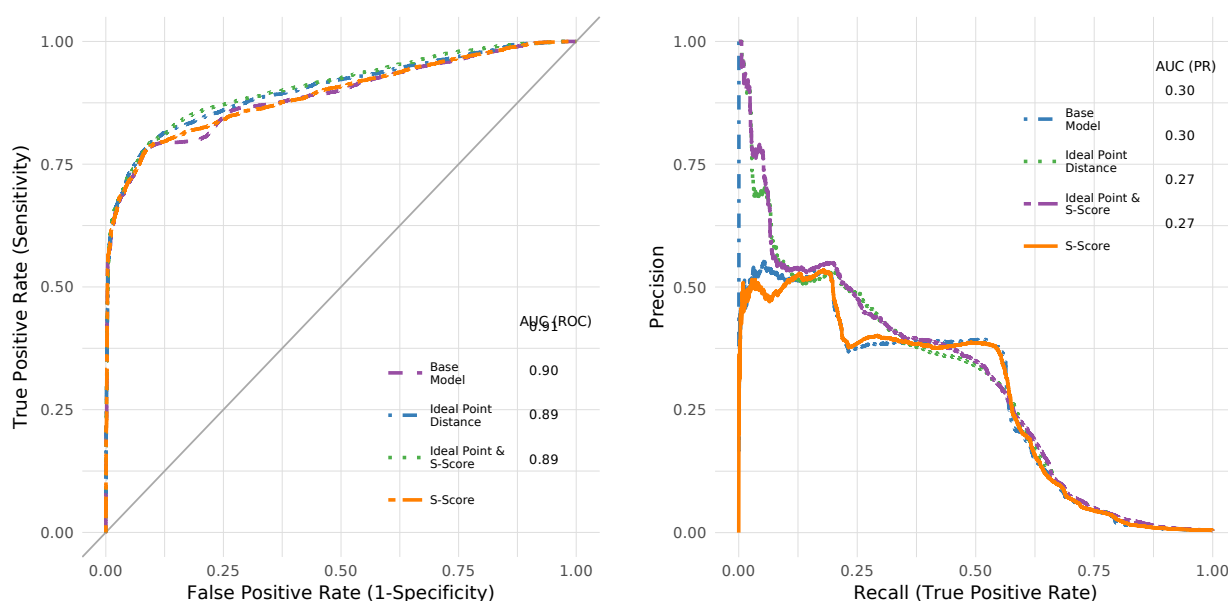 1.00
0.75
0.50
0.25
0.00
True Positive Rate (Sensitivity)
AUC (ROC)
0.91
Base
Model
0.90
Ideal Point
Distance
0.89
Ideal Point &
S-Score
0.89
S-Score
0.00 0.25 0.50 0.75 1.00
False Positive Rate (1-Specificity)
1.00
0.75
0.50
0.25
0.00
Precision
AUC (PR)
0.30
Base
Model
0.30
Ideal Point
Distance
0.27
Ideal Point &
S-Score
0.27
S-Score
0.00 0.25 0.50 0.75 1.00
Recall (True Positive Rate)